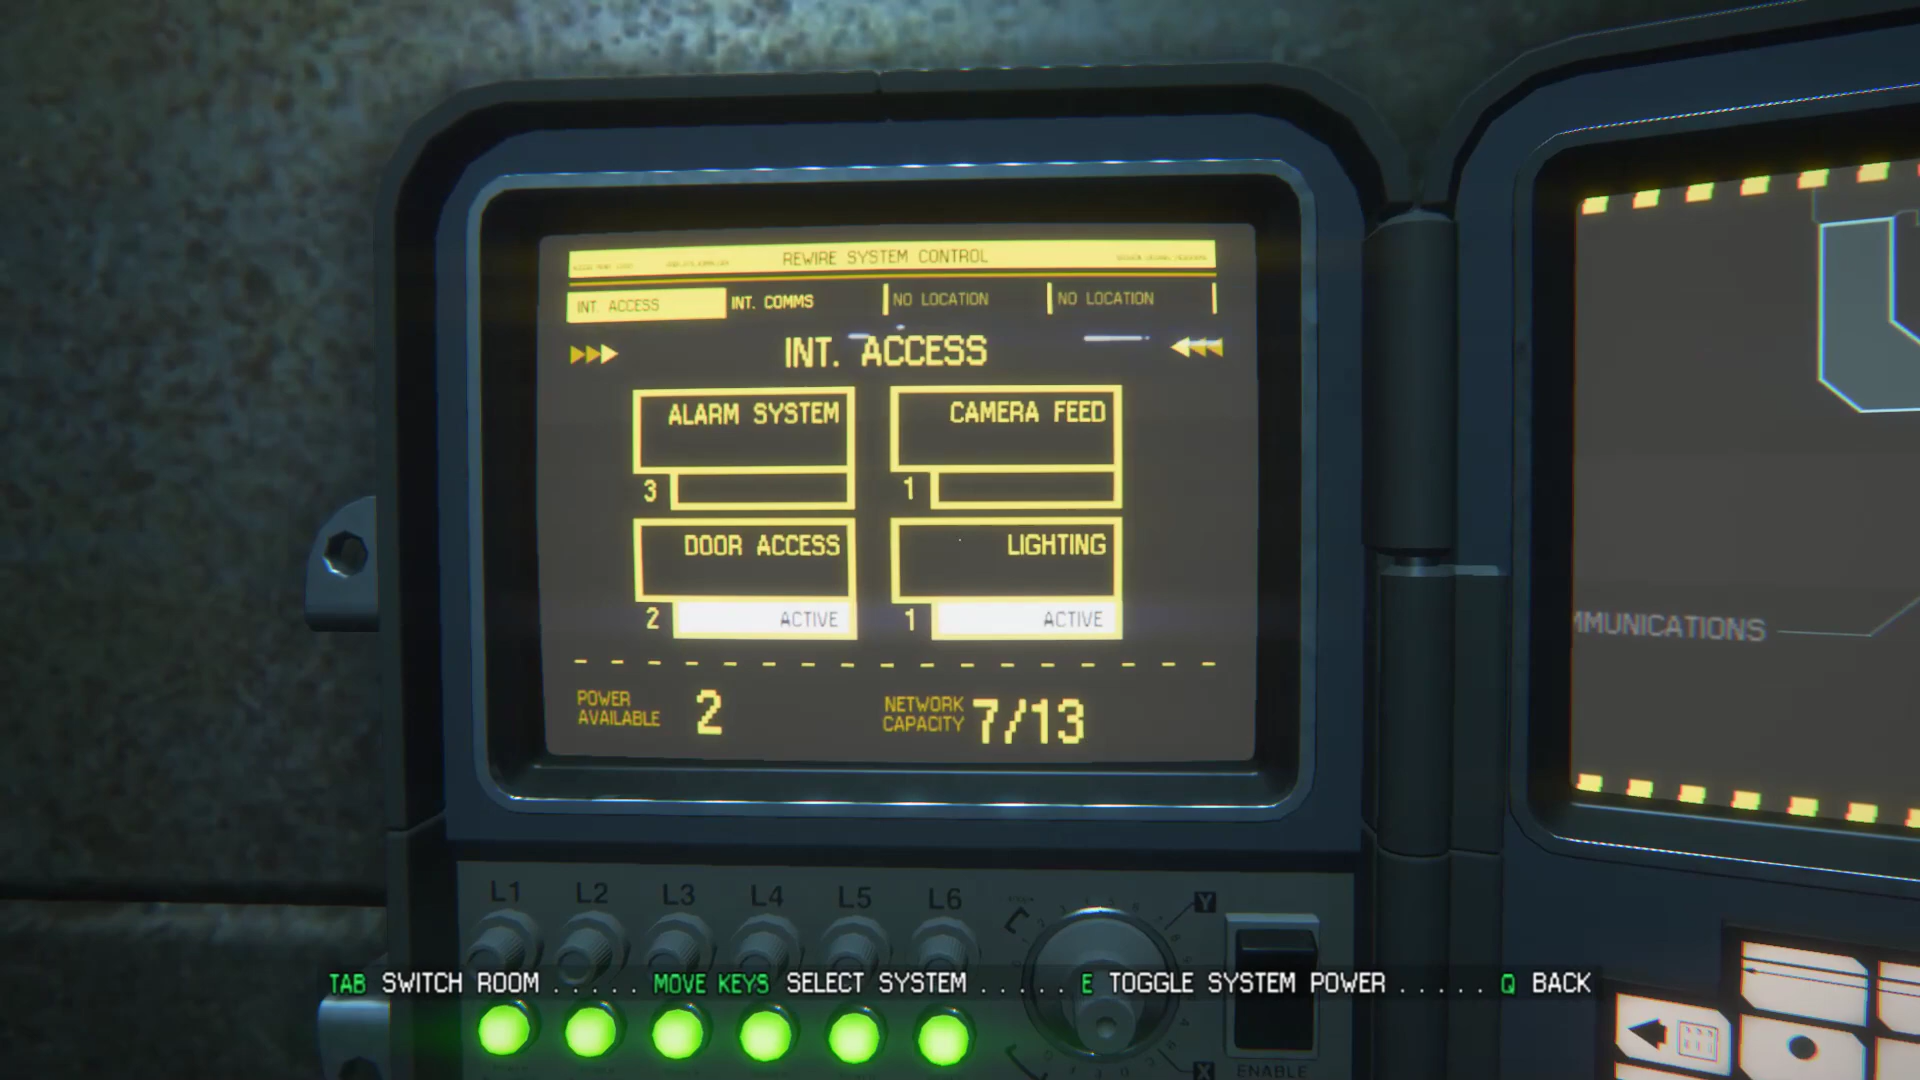 REWIRE SYSTEM CONTROL
INT. ACCESS INT. COMMS NO LOCATION NO LOCATION
INT. ACCESS
ALARM SYSTEM CAMERA FEED
3 1
DOOR ACCESS LIGHTING
2 ACTIVE 1 ACTIVE
POWER AVAILABLE 2 NETWORK CAPACITY 7/13
MMUNICATIONS
L1 L2 L3 L4 L5 L6
Y
TAB SWITCH ROOM ..... MOVE KEYS SELECT SYSTEM ..... E TOGGLE SYSTEM POWER ..... Q BACK
X ENABLE